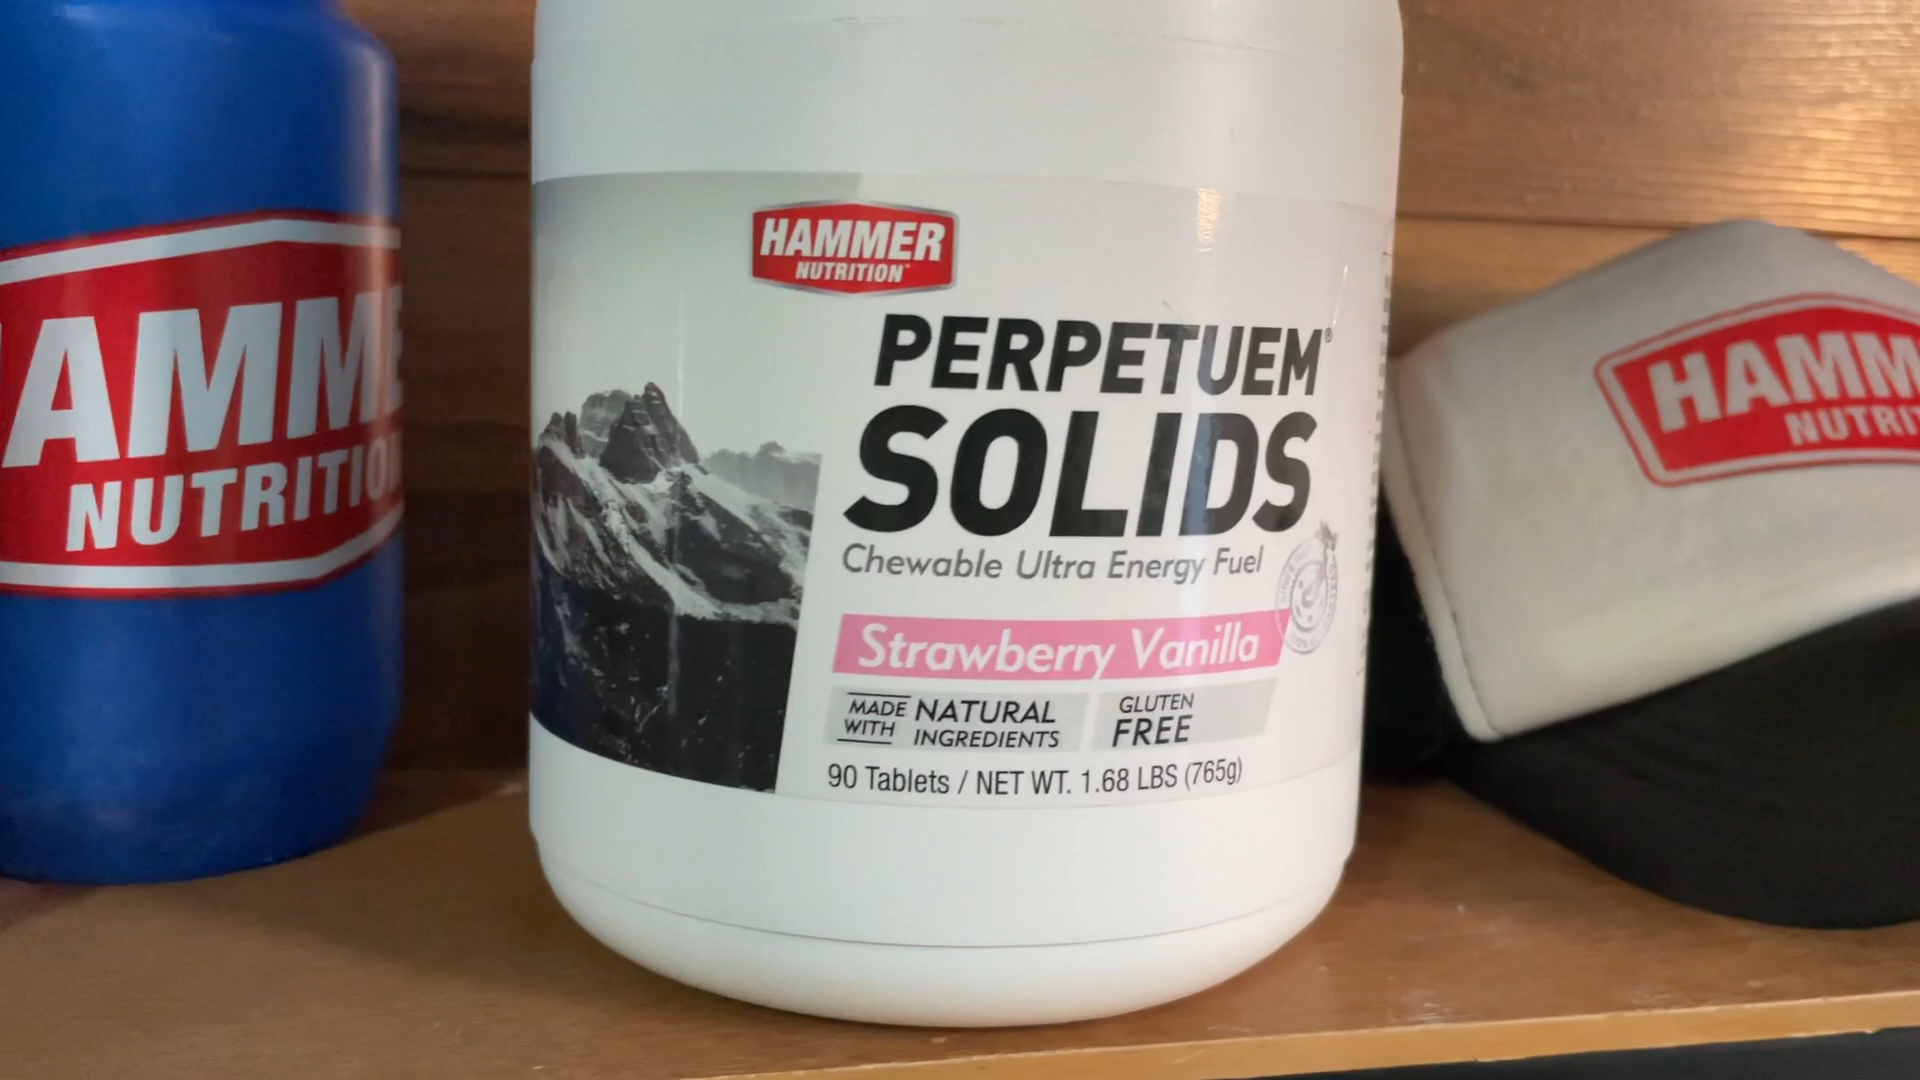 HAMMER
NUTRITION
PERPETUEM®
SOLIDS
Chewable Ultra Energy Fuel
Strawberry Vanilla
MADE WITH NATURAL INGREDIENTS
GLUTEN
FREE
90 Tablets / NET WT. 1.68 LBS (765g)
HAMME
NUTRITIO
HAMM
NUTRIT